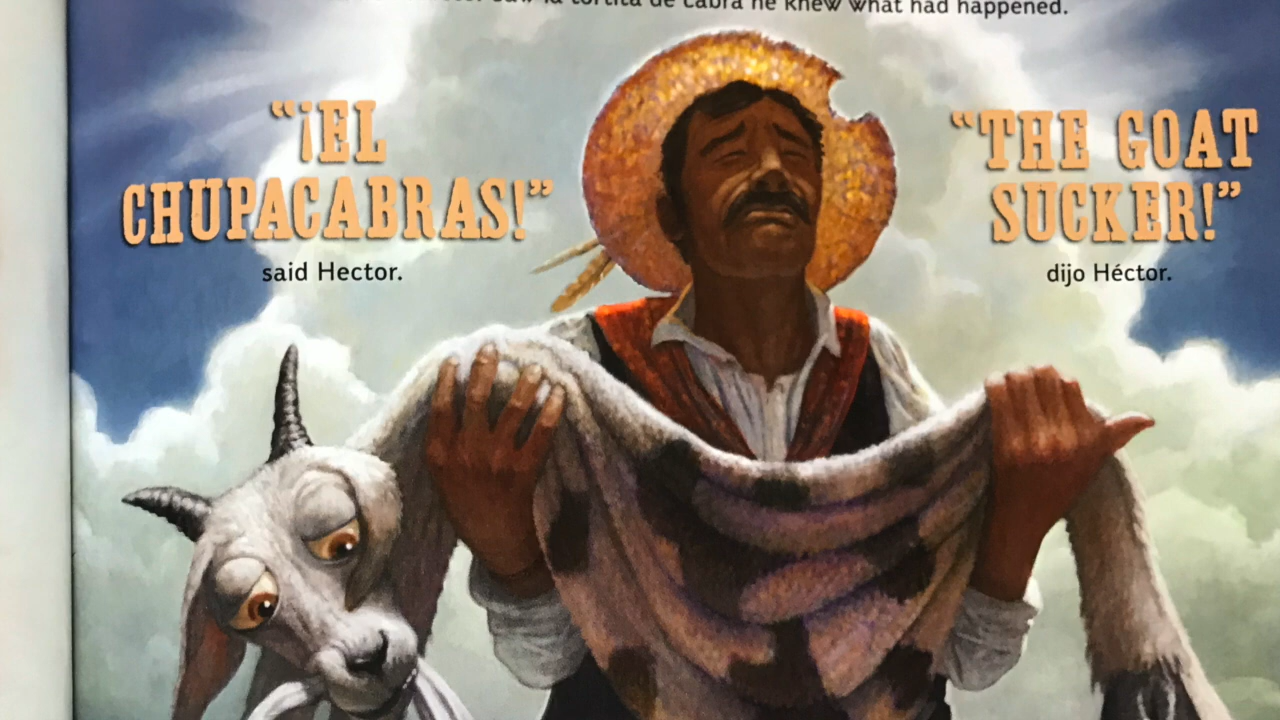 saw la tortita de cabra he knew what had happened.
“¡EL
CHUPACABRAS!”
said Hector.
“THE GOAT
SUCKER!”
dijo Héctor.